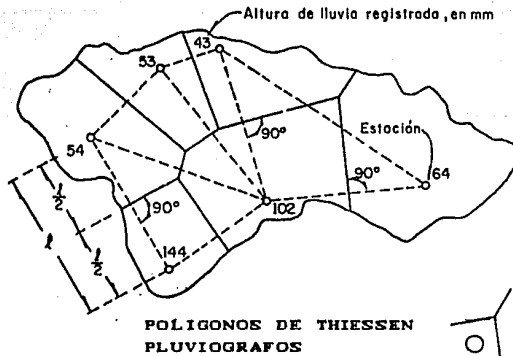 Altura de lluvia registrada, en mm
43
53
54
90°
Estación
90°
64
102
90°
144
l/2
l
l/2
POLIGONOS DE THIESSEN
PLUVIOGRAFOS